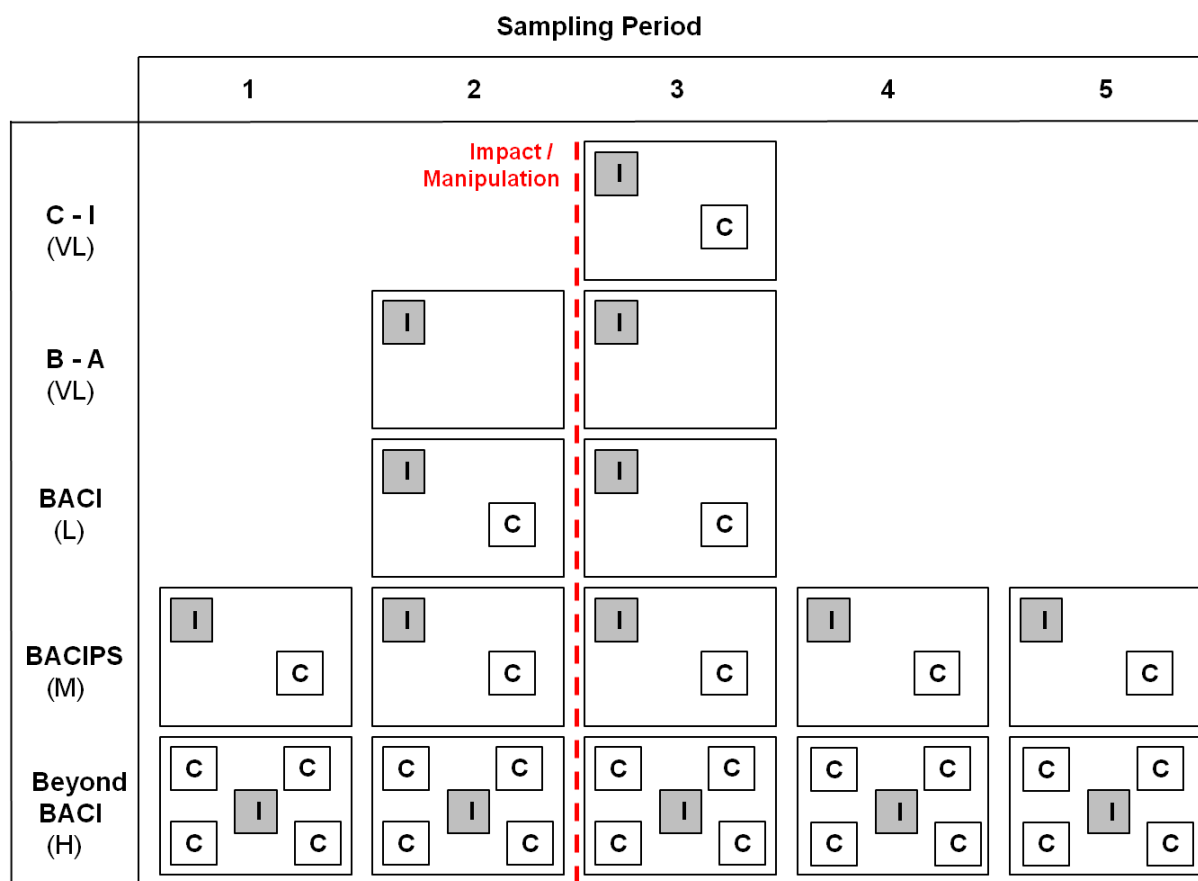 Sampling Period
1 2 3 4 5
Impact /
Manipulation
C - I
(VL)
I
C
B - A
(VL)
I I
BACI
(L)
I I
C C
BACIPS
(M)
I I I I I
C C C C C
Beyond
BACI
(H)
C C C C C C C C C C
I I I I I
C C C C C C C C C C